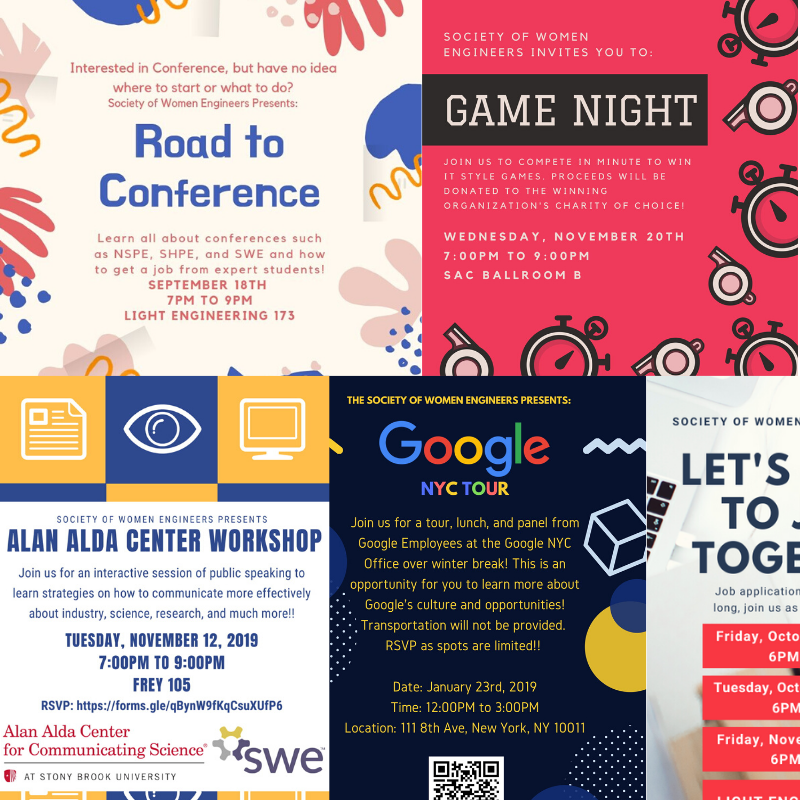 Interested in Conference, but have no idea
where to start or what to do?
Society of Women Engineers Presents:
Road to
Conference
Learn all about conferences such
as NSPE, SHPE, and SWE and how
to get a job from expert students!
SEPTEMBER 18TH
7PM TO 9PM
LIGHT ENGINEERING 173
SOCIETY OF WOMEN
ENGINEERS INVITES YOU TO:
GAME NIGHT
JOIN US TO COMPETE IN MINUTE TO WIN
IT STYLE GAMES. PROCEEDS WILL BE
DONATED TO THE WINNING
ORGANIZATION'S CHARITY OF CHOICE!
WEDNESDAY, NOVEMBER 20TH
7:00PM TO 9:00PM
SAC BALLROOM B
SOCIETY OF WOMEN ENGINEERS PRESENTS
ALAN ALDA CENTER WORKSHOP
Join us for an interactive session of public speaking to
learn strategies on how to communicate more effectively
about industry, science, research, and much more!!
TUESDAY, NOVEMBER 12, 2019
7:00PM TO 9:00PM
FREY 105
RSVP: https://forms.gle/qBynW9fKqCsuXUfP6
Alan Alda Center
for Communicating Science®
AT STONY BROOK UNIVERSITY
swe
THE SOCIETY OF WOMEN ENGINEERS PRESENTS:
Google
NYC TOUR
Join us for a tour, lunch, and panel from
Google Employees at the Google NYC
Office over winter break! This is an
opportunity for you to learn more about
Google's culture and opportunities!
Transportation will not be provided.
RSVP as spots are limited!!
Date: January 23rd, 2019
Time: 12:00PM to 3:00PM
Location: 111 8th Ave, New York, NY 10011
SOCIETY OF WOMEN
LET'S
TO J
TOGE
Job application
long, join us as
Friday, Octo
6PM
Tuesday, Oct
6PM
Friday, Nove
6PM